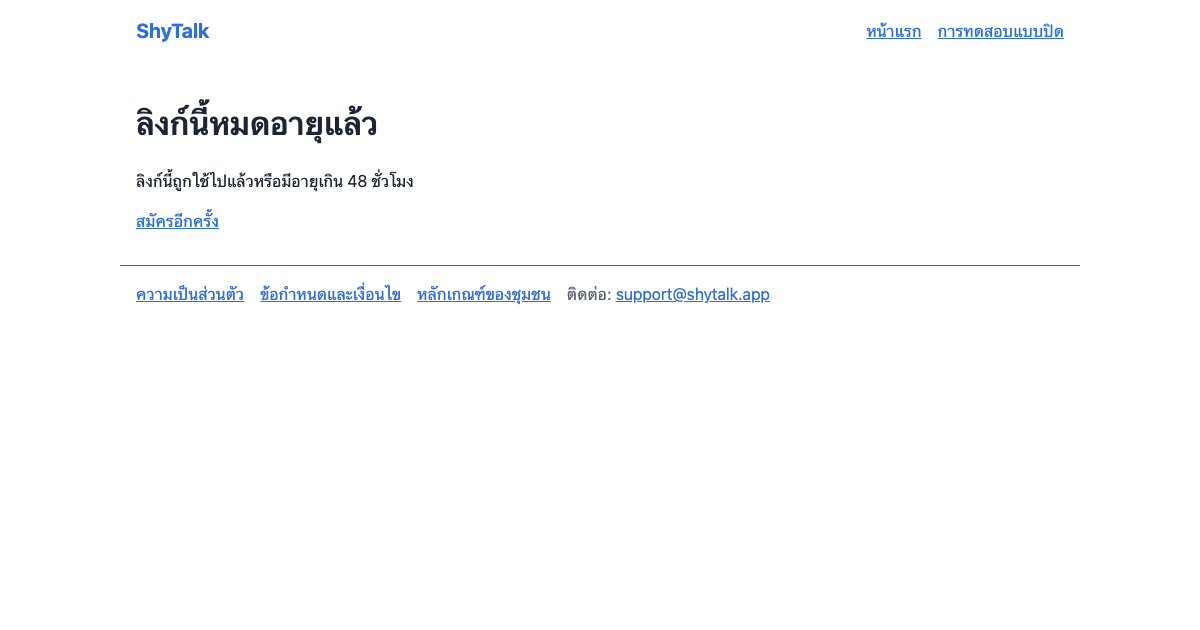 ShyTalk หน้าแรก การทดสอบแบบปิด
ลิงก์นี้หมดอายุแล้ว
ลิงก์นี้ถูกใช้ไปแล้วหรือมีอายุเกิน 48 ชั่วโมง
สมัครอีกครั้ง
ความเป็นส่วนตัว ข้อกำหนดและเงื่อนไข หลักเกณฑ์ของชุมชน ติดต่อ: support@shytalk.app